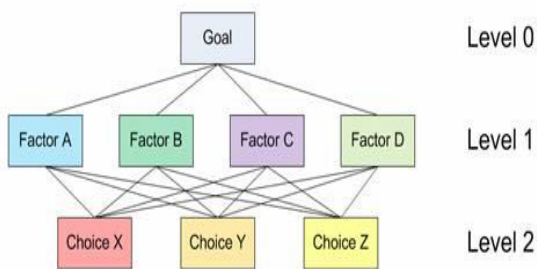 Goal
Level 0
Factor A
Factor B
Factor C
Factor D
Level 1
Choice X
Choice Y
Choice Z
Level 2